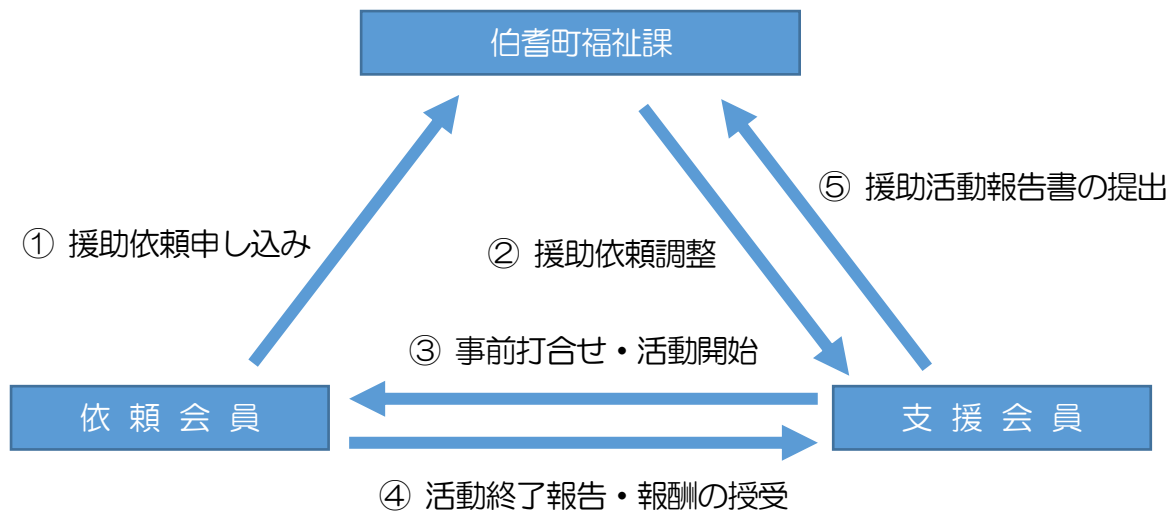 伯耆町福祉課
⑤ 援助活動報告書の提出
① 援助依頼申し込み
② 援助依頼調整
③ 事前打合せ・活動開始
依 頼 会 員
支 援 会 員
④ 活動終了報告・報酬の授受